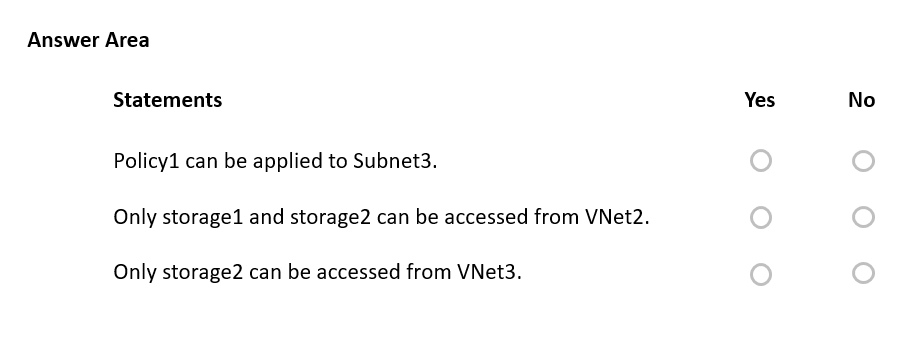 Answer Area
Statements Yes No
Policy1 can be applied to Subnet3.
Only storage1 and storage2 can be accessed from VNet2.
Only storage2 can be accessed from VNet3.